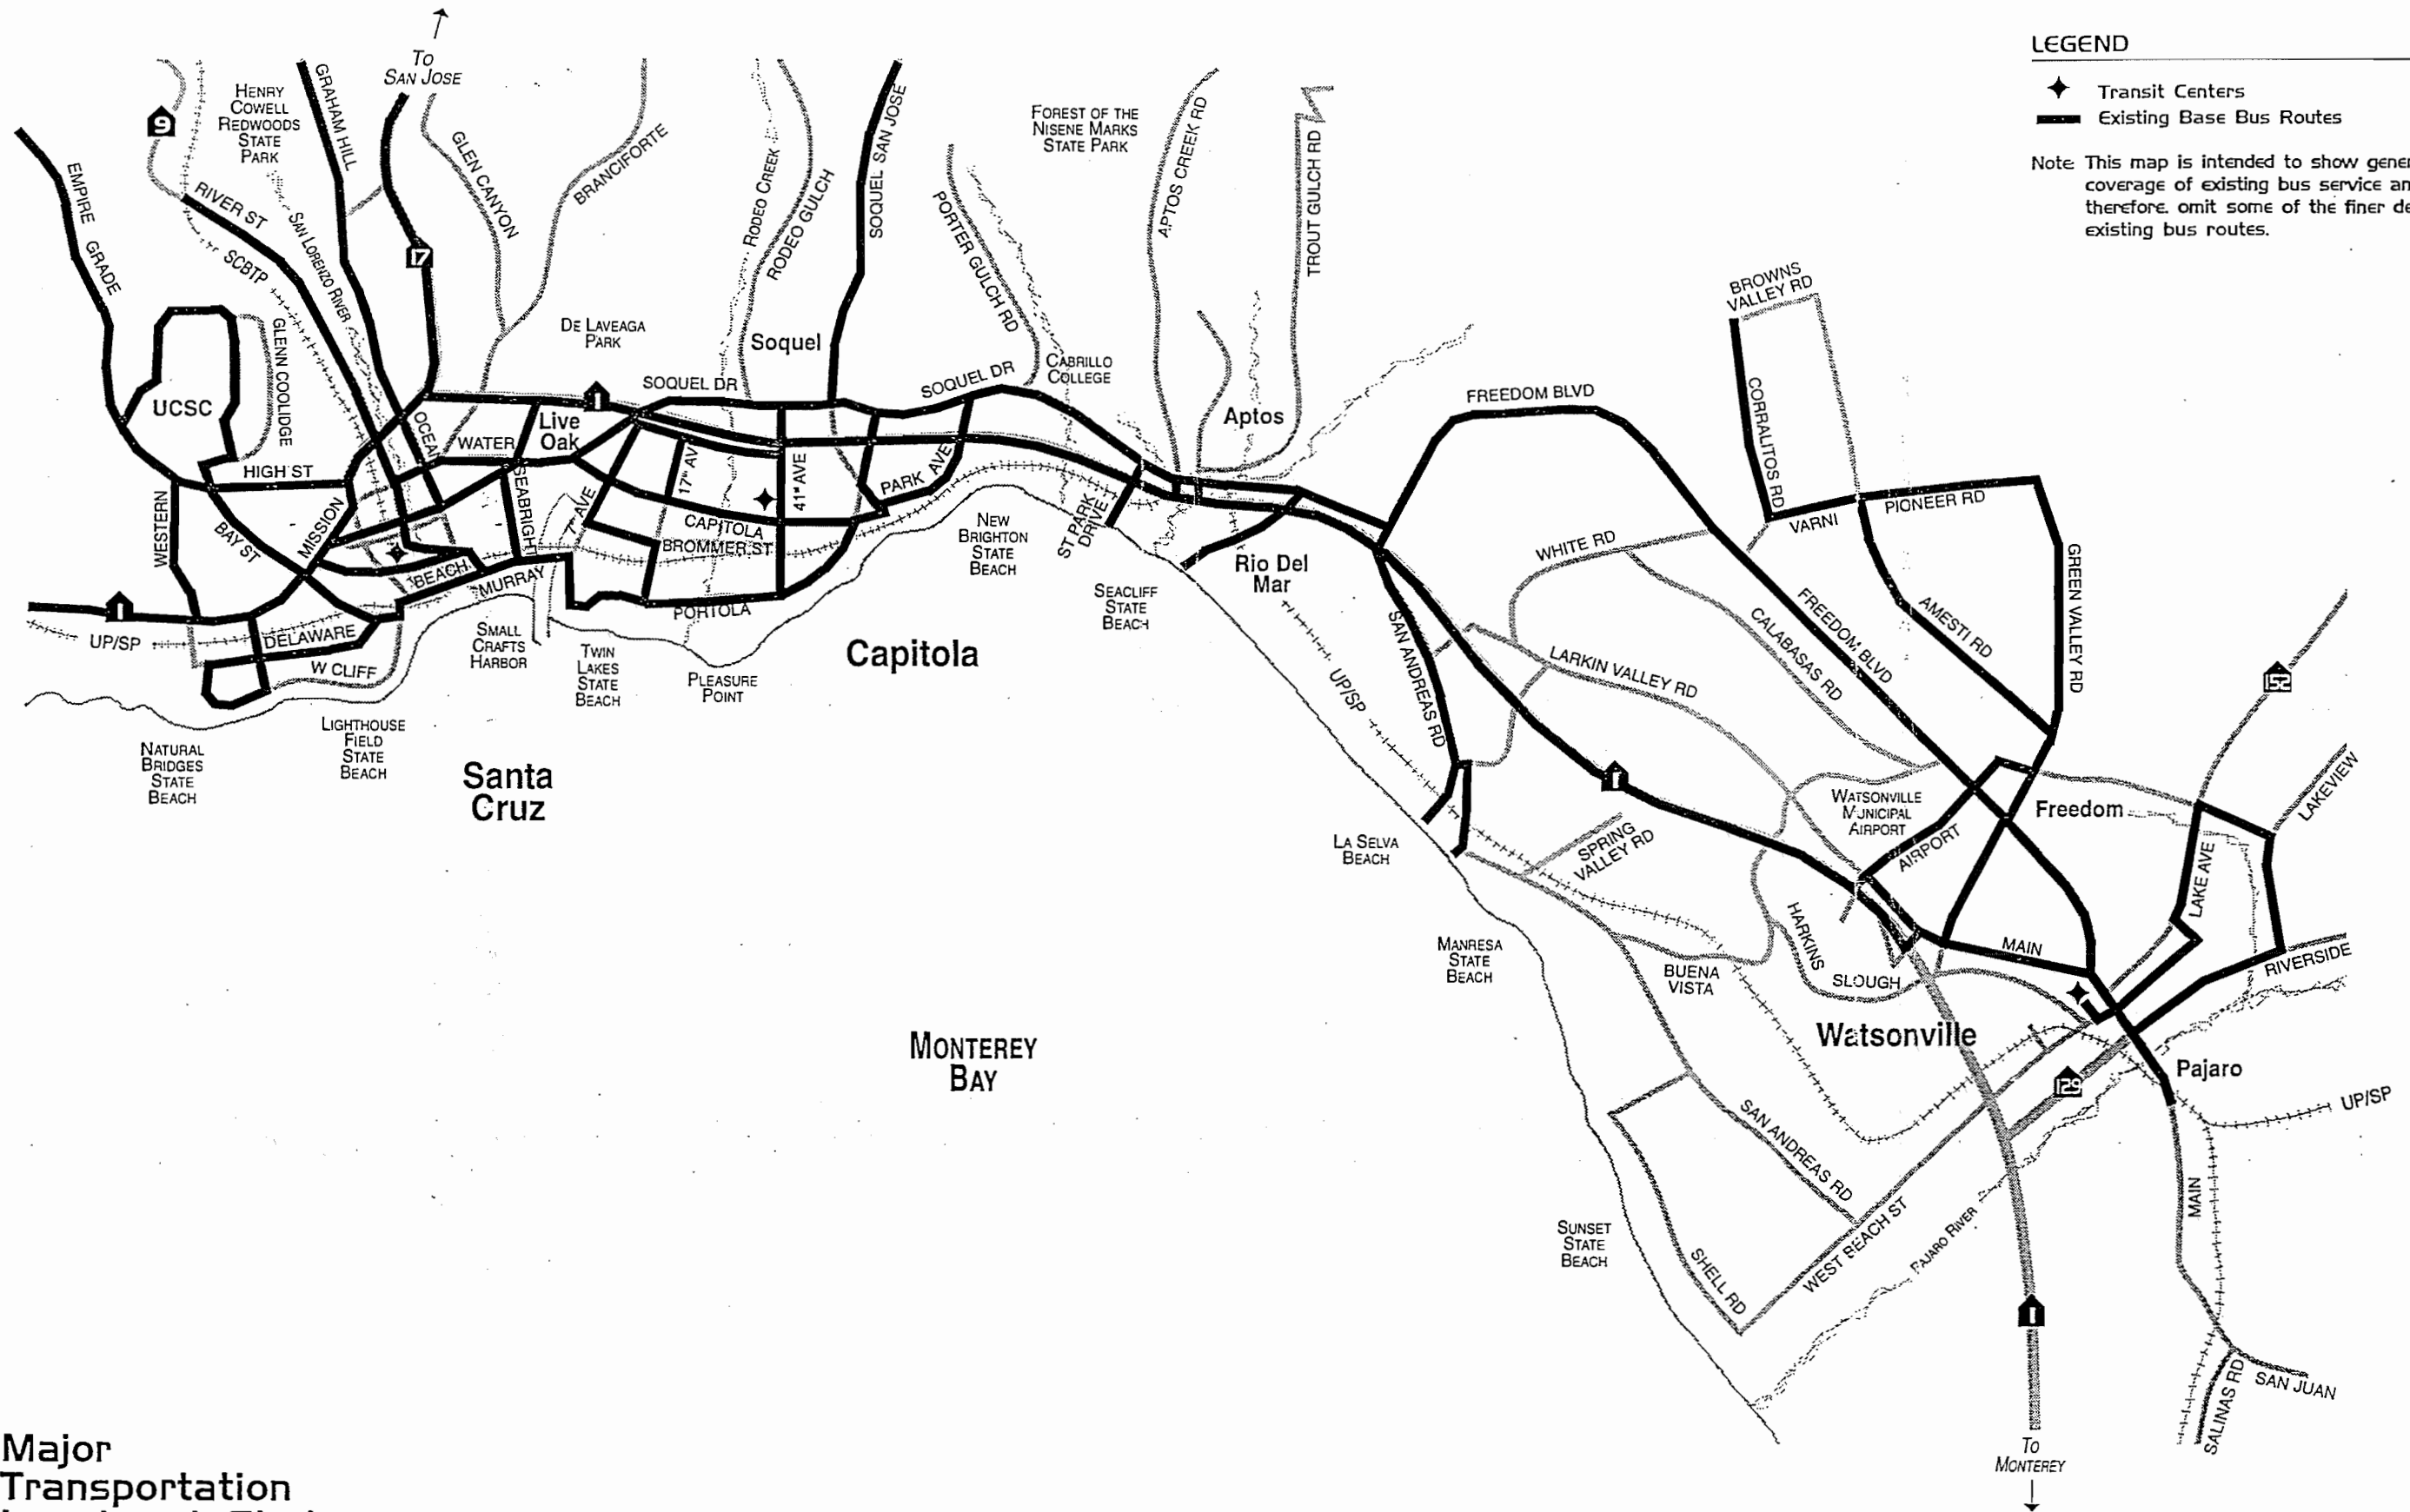 LEGEND
Transit Centers
Existing Base Bus Routes
Note This map is intended to show
coverage of existing bus service
therefore. omit some of the finer
existing bus routes.
To
SAN JOSE
9
HENRY
COWELL
REDWOODS
STATE
PARK
GRAHAM HILL
EMPIRE GRADE
RIVER ST
SCBTP
SAN LORENZO RIVER
17
GLEN CANYON
BRANCIFORTE
RODEO CREEK
RODEO GULCH
SOQUEL SAN JOSE
FOREST OF THE
NISENE MARKS
STATE PARK
PORTER GULCH RD
APTOS CREEK RD
TROUT GULCH RD
BROWNS
VALLEY RD
DE LAVEAGA
PARK
Soquel
GLENN COOLIDGE
UCSC
SOQUEL DR
1
SOQUEL DR
CABRILLO
COLLEGE
Aptos
FREEDOM BLVD
CORRALITOS RD
OCEAN
Live
Oak
WATER
HIGH ST
SEABRIGHT
7TH AVE
17TH AV
41ST AVE
PARK AVE
VARNI
PIONEER RD
WESTERN
BAY ST
MISSION
CAPITOLA
BROMMER ST
NEW
BRIGHTON
STATE
BEACH
ST PARK
DRIVE
Rio Del
Mar
WHITE RD
GREEN VALLEY RD
BEACH
MURRAY
PORTOLA
SEACLIFF
STATE
BEACH
SAN ANDREAS RD
CALABASAS RD
FREEDOM BLVD
AMESTI RD
1
UP/SP
DELAWARE
W CLIFF
SMALL
CRAFTS
HARBOR
TWIN
LAKES
STATE
BEACH
PLEASURE
POINT
Capitola
UP/SP
LARKIN VALLEY RD
152
LIGHTHOUSE
FIELD
STATE
BEACH
NATURAL
BRIDGES
STATE
BEACH
Santa
Cruz
1
WATSONVILLE
MUNICIPAL
AIRPORT
Freedom
LAKEVIEW
LA SELVA
BEACH
SPRING
VALLEY RD
AIRPORT
LAKE AVE
MANRESA
STATE
BEACH
BUENA
VISTA
HARKINS
SLOUGH
MAIN
RIVERSIDE
MONTEREY
BAY
Watsonville
Pajaro
129
UP/SP
SAN ANDREAS RD
MAIN
SUNSET
STATE
BEACH
SHELL RD
WEST BEACH ST
PAJARO RIVER
1
SALINAS RD
SAN JUAN
To
MONTEREY
Major
Transportation